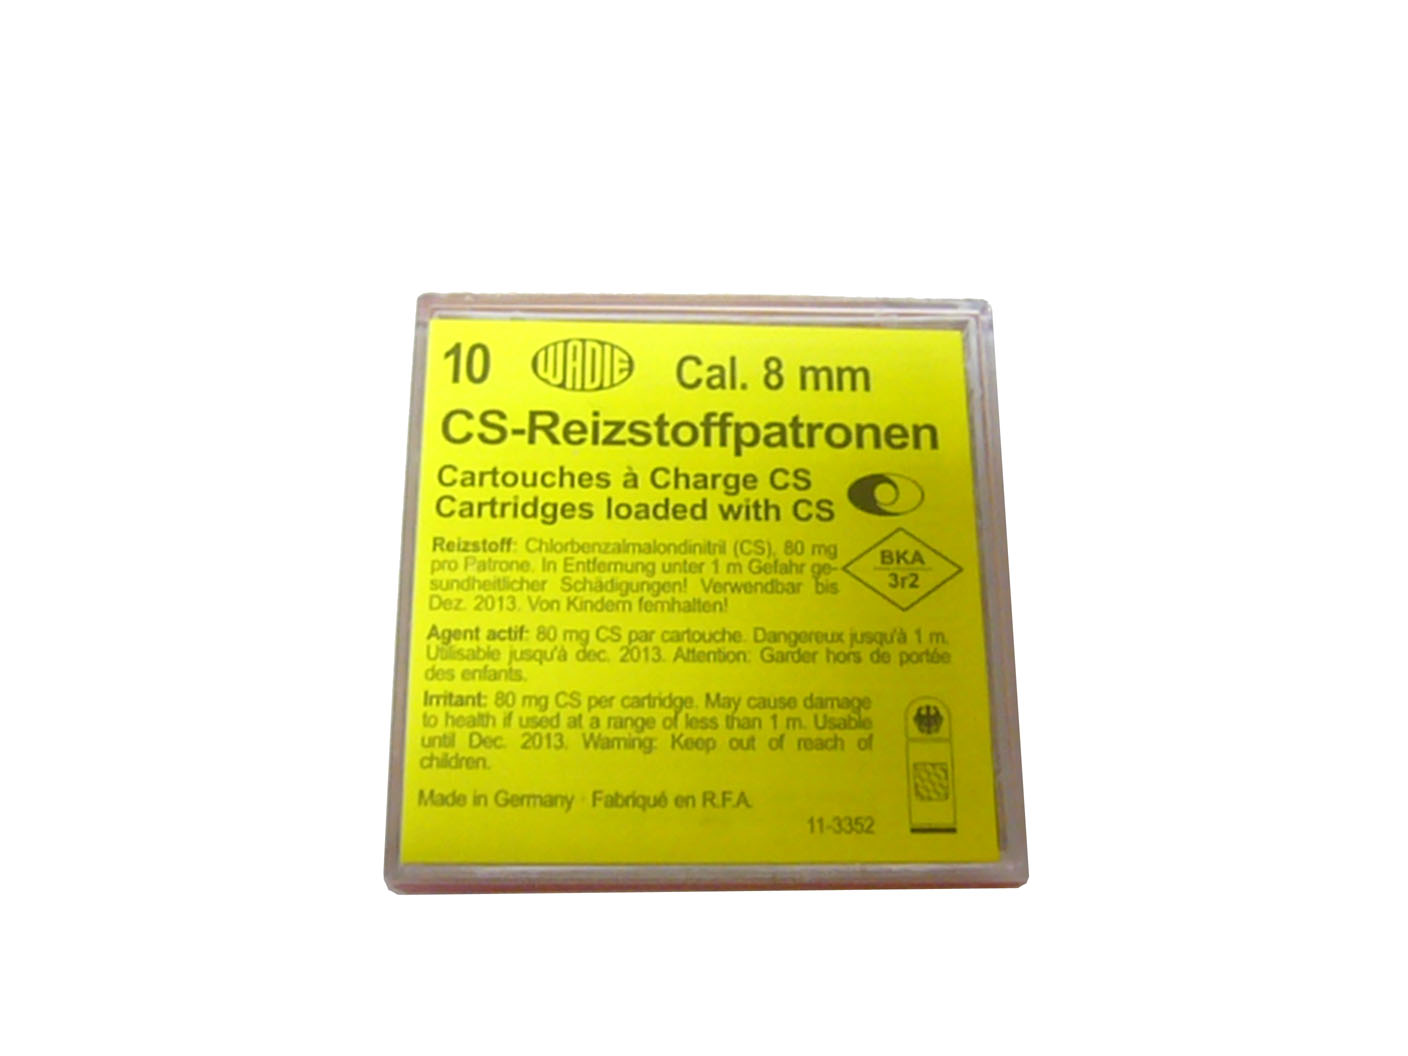 10 WADIE Cal. 8 mm
CS-Reizstoffpatronen
Cartouches à Charge CS
Cartridges loaded with CS
Reizstoff: Chlorbenzalmalondinitril (CS), 80 mg
pro Patrone. In Entfernung unter 1 m Gefahr ge-
sundheitlicher Schädigungen! Verwendbar bis
Dez. 2013. Von Kindern fernhalten!
BKA
3r2
Agent actif: 80 mg CS par cartouche. Dangereux jusqu'à 1 m.
Utilisable jusqu'à dec. 2013. Attention: Garder hors de portée
des enfants.
Irritant: 80 mg CS per cartridge. May cause damage
to health if used at a range of less than 1 m. Usable
until Dec. 2013. Warning: Keep out of reach of
children.
Made in Germany · Fabriqué en R.F.A.
11-3352